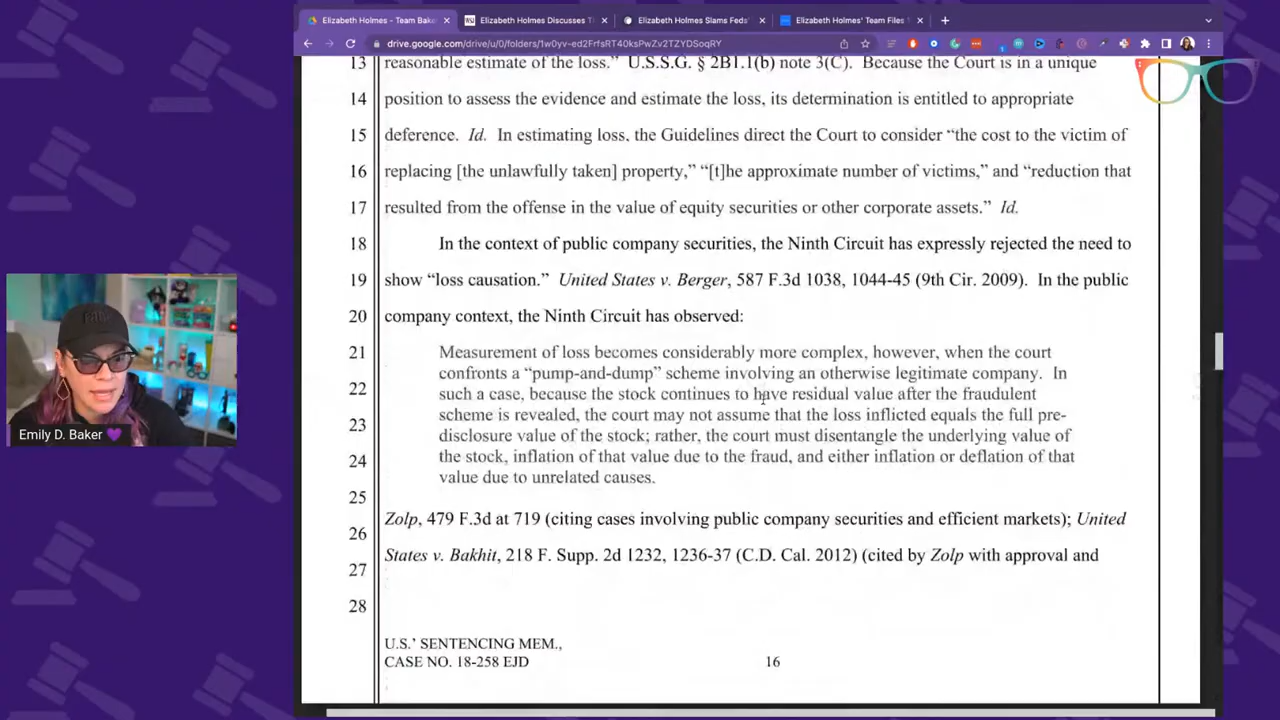 Elizabeth Holmes - Team Bake
Elizabeth Holmes Discusses T
Elizabeth Holmes Slams Feds'
Elizabeth Holmes' Team Files
drive.google.com/drive/u/0/folders/1w0yv-ed2FrfsRT40ksPwZv2TZYDSoqRY
13 reasonable estimate of the loss." U.S.S.G. § 2B1.1(b) note 3(C). Because the Court is in a unique
14 position to assess the evidence and estimate the loss, its determination is entitled to appropriate
15 deference. Id. In estimating loss, the Guidelines direct the Court to consider "the cost to the victim of
16 replacing [the unlawfully taken] property," "[t]he approximate number of victims," and "reduction that
17 resulted from the offense in the value of equity securities or other corporate assets." Id.
18 In the context of public company securities, the Ninth Circuit has expressly rejected the need to
19 show "loss causation." United States v. Berger, 587 F.3d 1038, 1044-45 (9th Cir. 2009). In the public
20 company context, the Ninth Circuit has observed:
21 Measurement of loss becomes considerably more complex, however, when the court
confronts a "pump-and-dump" scheme involving an otherwise legitimate company. In
22 such a case, because the stock continues to have residual value after the fraudulent
scheme is revealed, the court may not assume that the loss inflicted equals the full pre-
23 disclosure value of the stock; rather, the court must disentangle the underlying value of
24 the stock, inflation of that value due to the fraud, and either inflation or deflation of that
value due to unrelated causes.
25
Zolp, 479 F.3d at 719 (citing cases involving public company securities and efficient markets); United
26
States v. Bakhit, 218 F. Supp. 2d 1232, 1236-37 (C.D. Cal. 2012) (cited by Zolp with approval and
27
28
U.S.' SENTENCING MEM.,
CASE NO. 18-258 EJD 16
Emily D. Baker